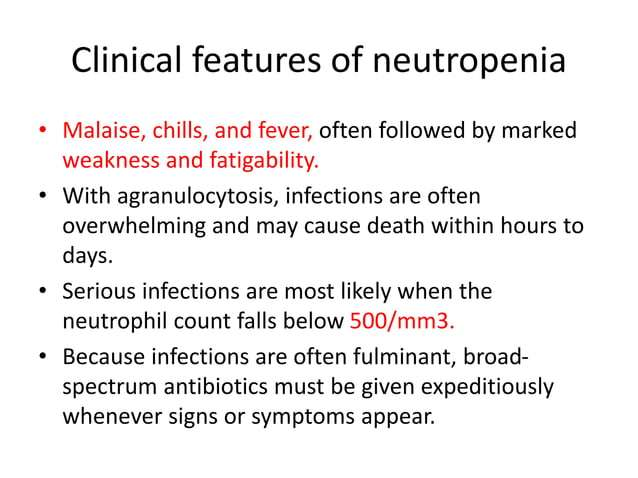 Clinical features of neutropenia
• Malaise, chills, and fever, often followed by marked
weakness and fatigability.
• With agranulocytosis, infections are often
overwhelming and may cause death within hours to
days.
• Serious infections are most likely when the
neutrophil count falls below 500/mm3.
• Because infections are often fulminant, broad-
spectrum antibiotics must be given expeditiously
whenever signs or symptoms appear.